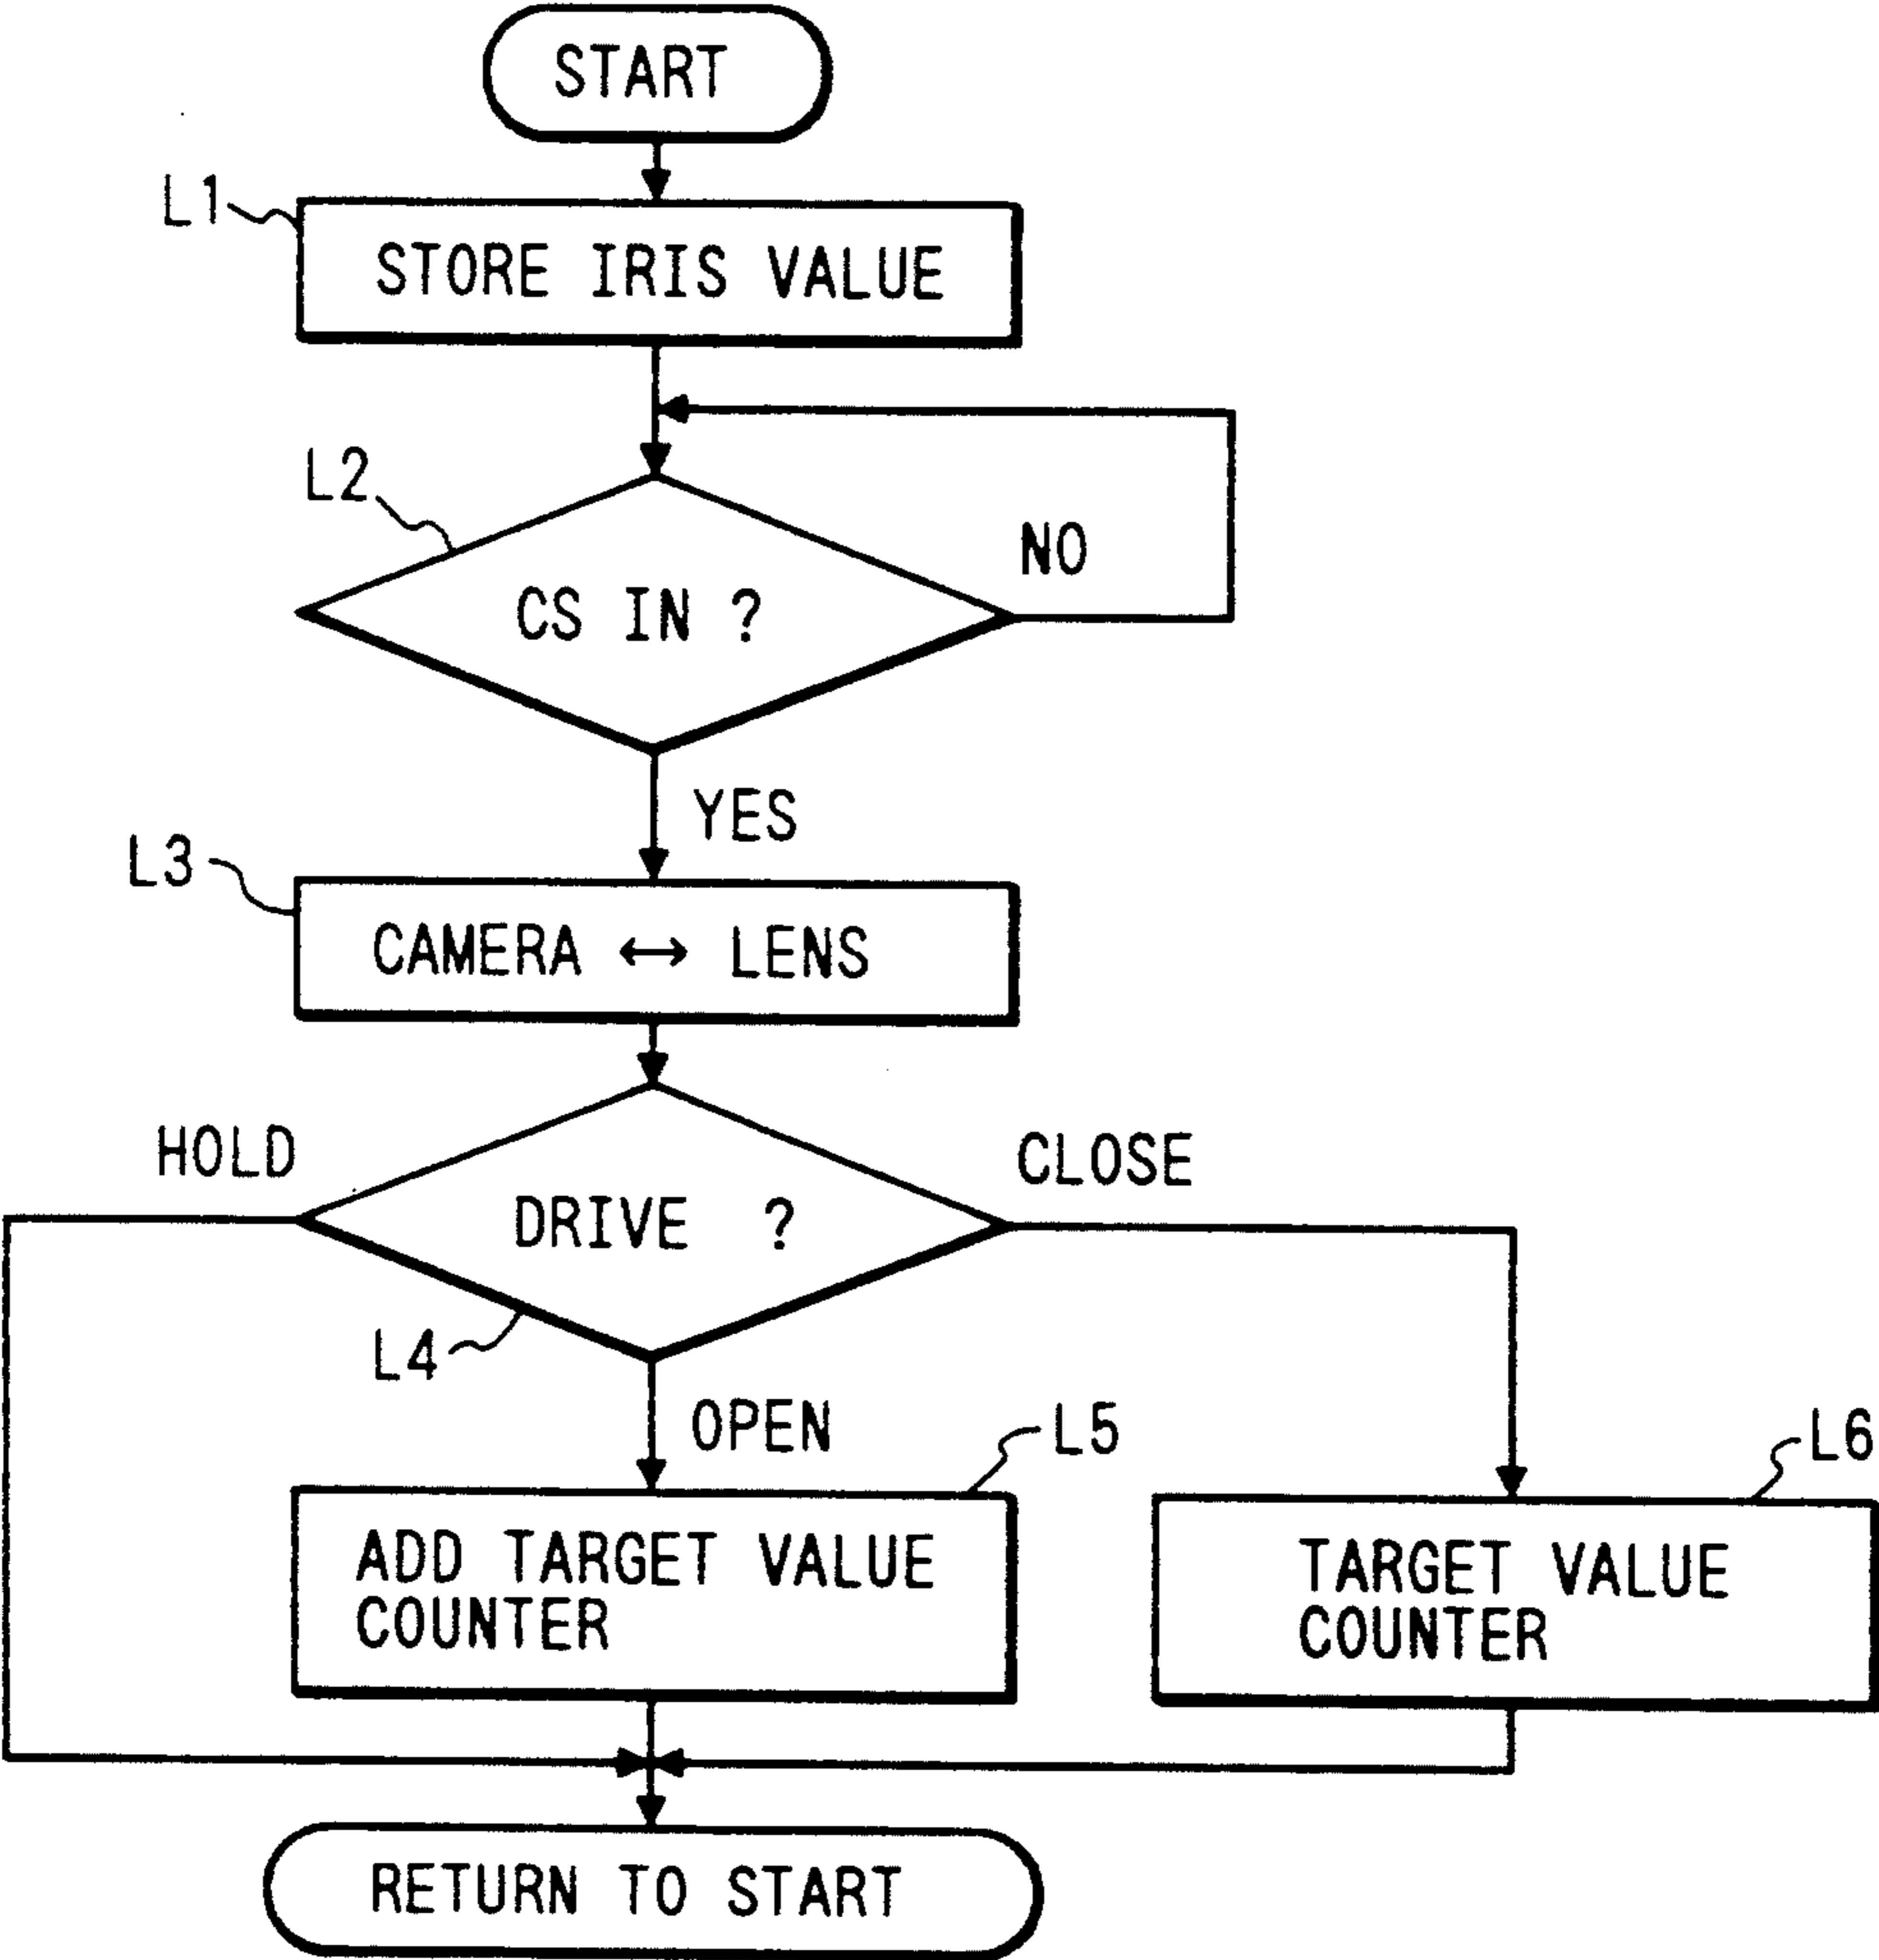 START
L1
STORE IRIS VALUE
L2
NO
CS IN ?
YES
L3
CAMERA ↔ LENS
HOLD
CLOSE
DRIVE ?
L4
OPEN
L5
L6
ADD TARGET VALUE
COUNTER
TARGET VALUE
COUNTER
RETURN TO START